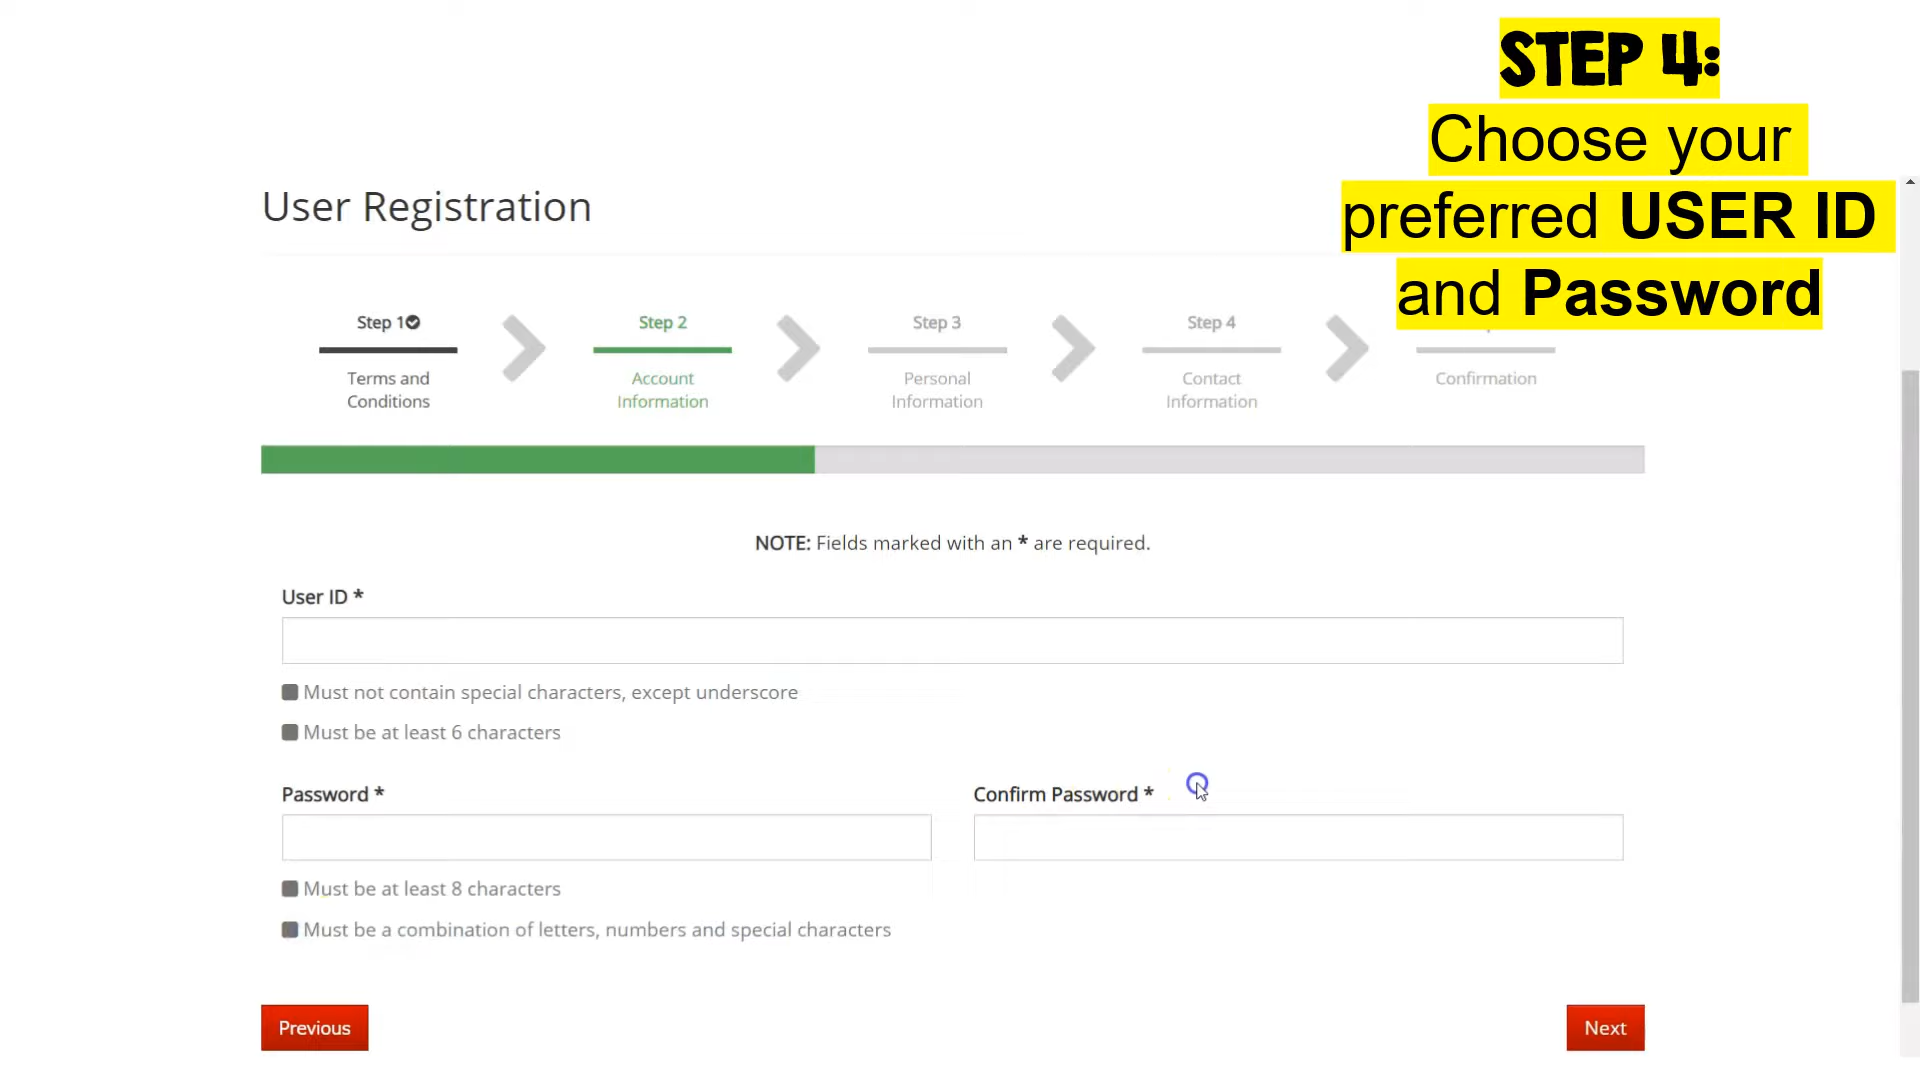 STEP 4:
Choose your
preferred USER ID
and Password
User Registration
Step 1
Step 2
Step 3
Step 4
Terms and
Conditions
Account
Information
Personal
Information
Contact
Information
Confirmation
NOTE: Fields marked with an * are required.
User ID *
Must not contain special characters, except underscore
Must be at least 6 characters
Password *
Confirm Password *
Must be at least 8 characters
Must be a combination of letters, numbers and special characters
Previous
Next